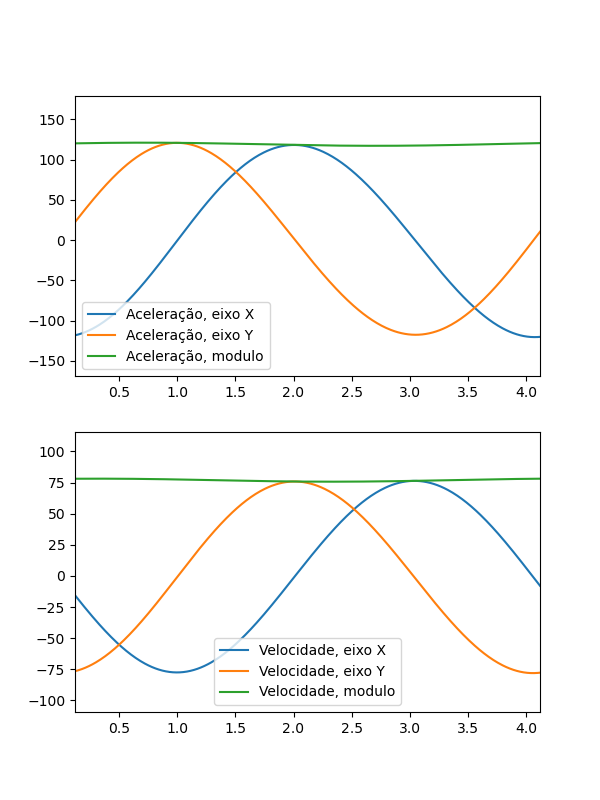 150
100
50
0
−50
−100
−150
Aceleração, eixo X
Aceleração, eixo Y
Aceleração, modulo
0.5 1.0 1.5 2.0 2.5 3.0 3.5 4.0
100
75
50
25
0
−25
−50
−75
−100
Velocidade, eixo X
Velocidade, eixo Y
Velocidade, modulo
0.5 1.0 1.5 2.0 2.5 3.0 3.5 4.0